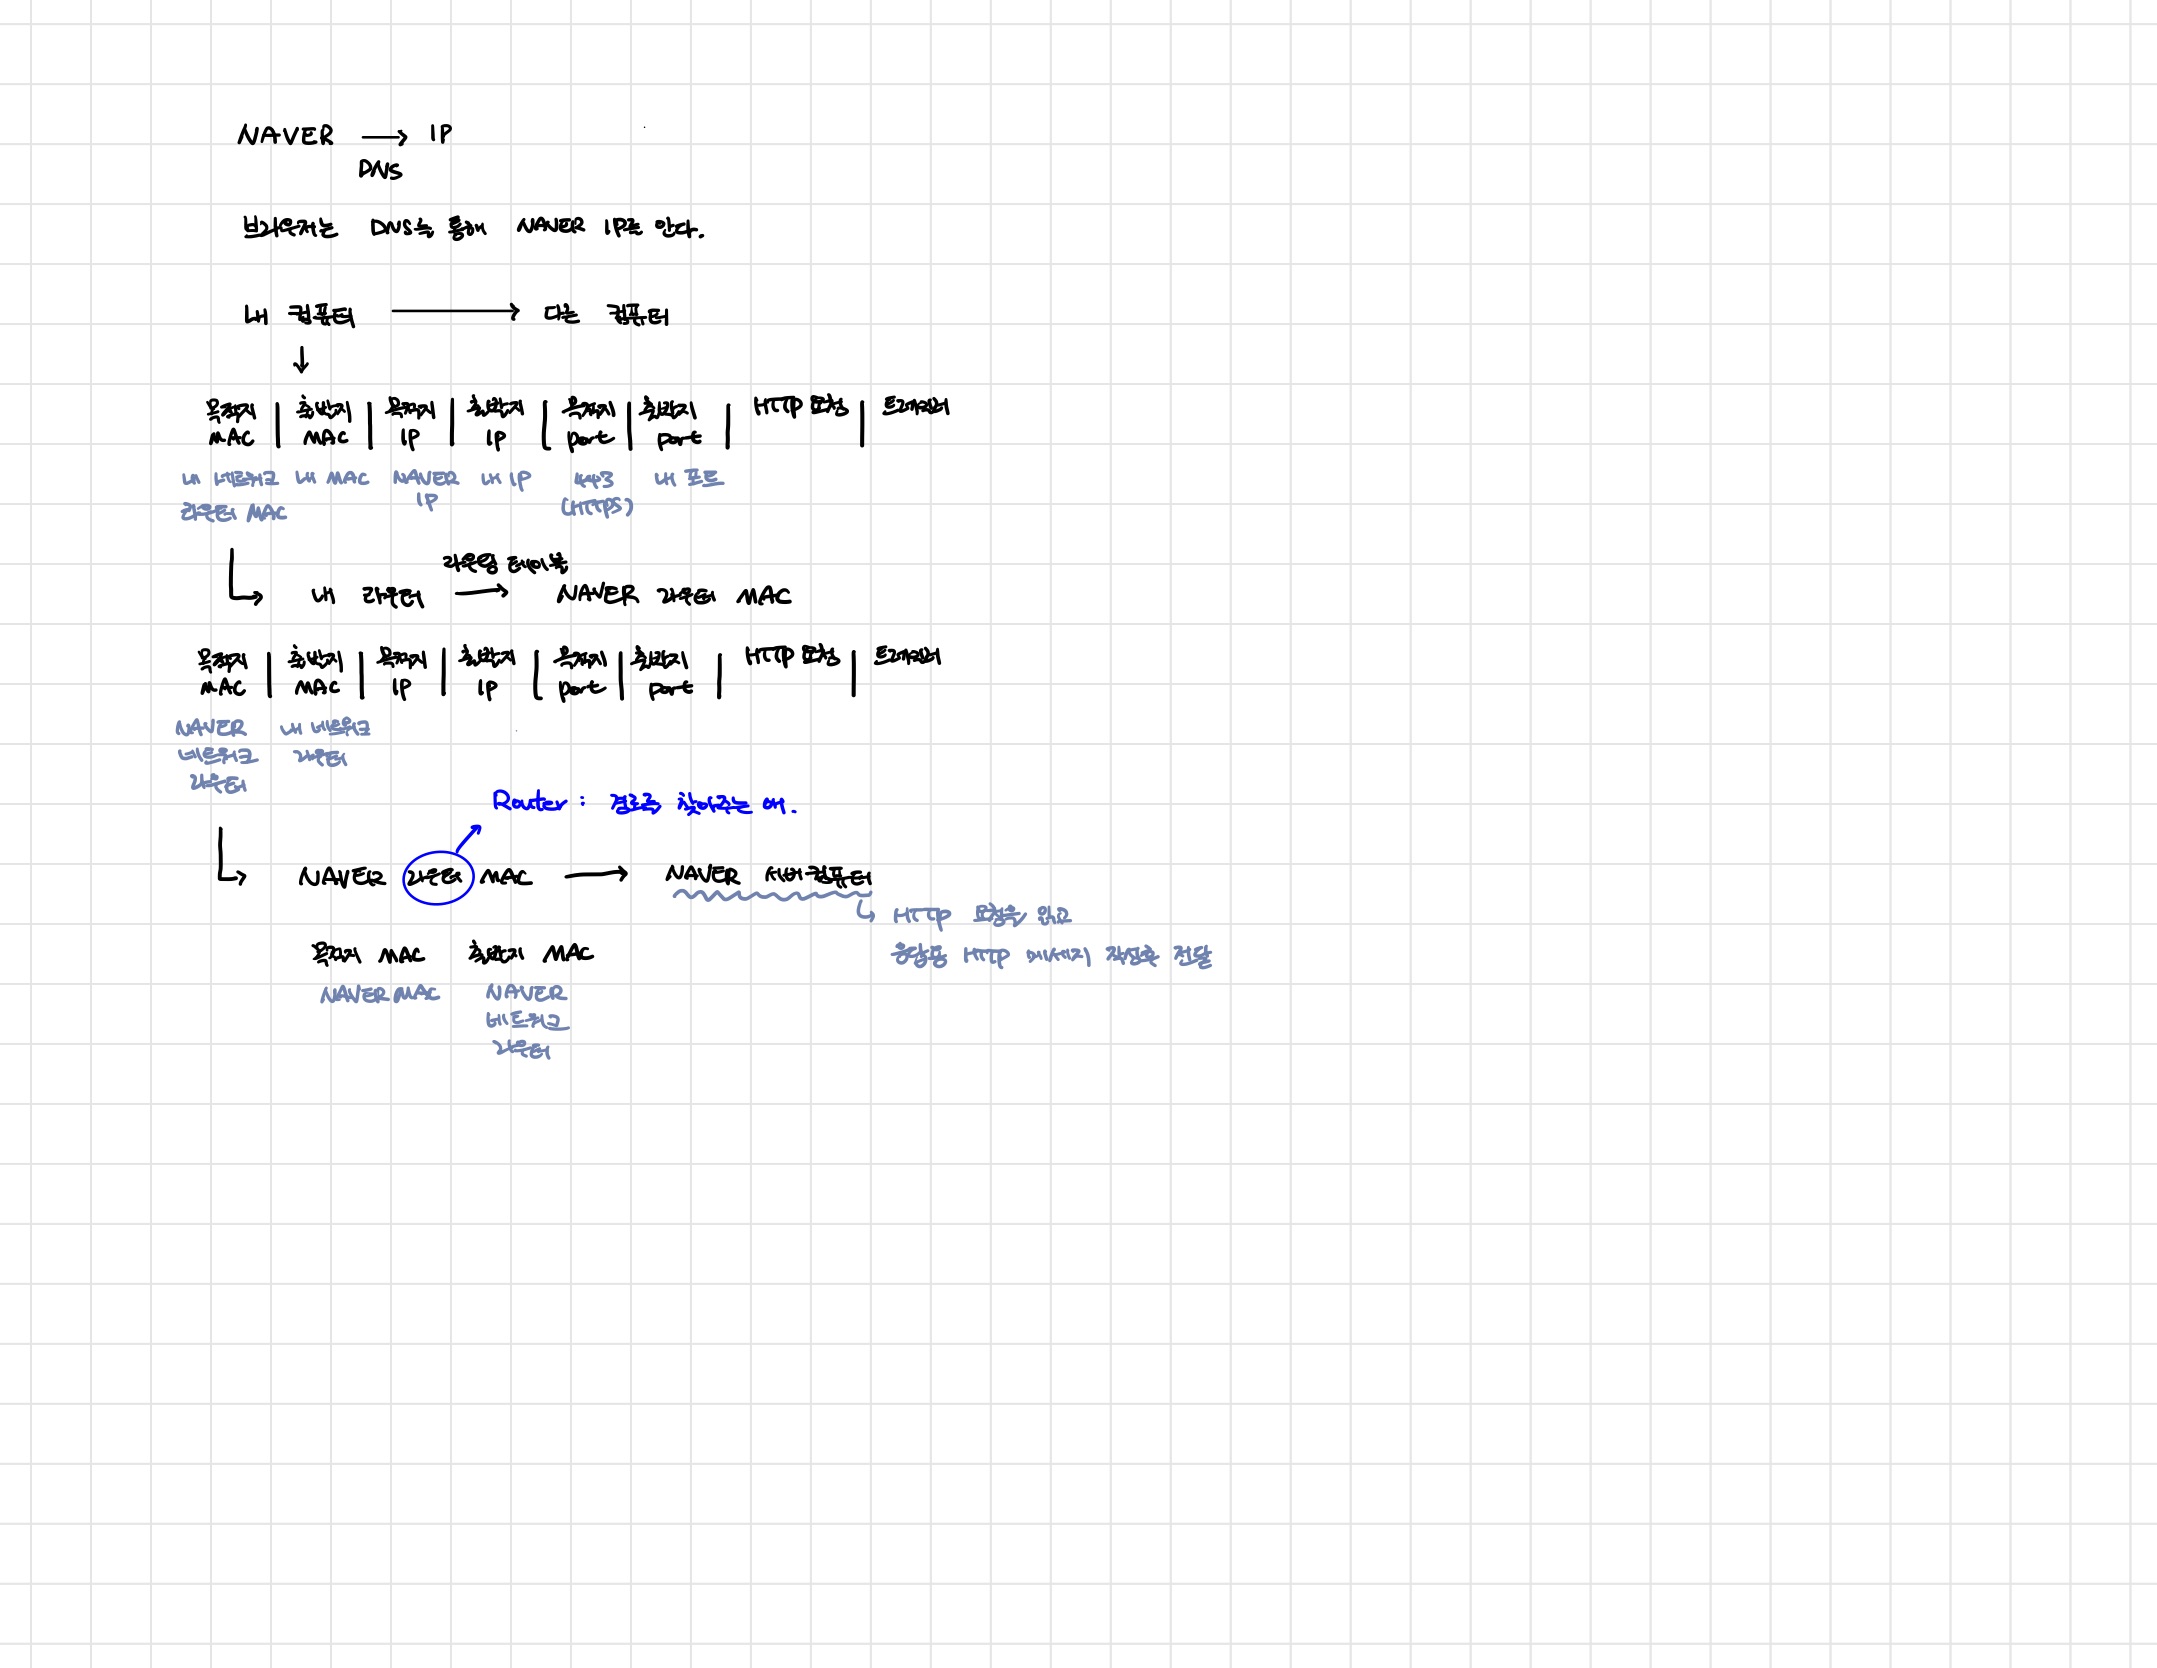 NAVER → IP
DNS
브라우저는 DNS를 통해 NAVER IP를 안다.
내 컴퓨터 → 다른 컴퓨터
↓
목적지 MAC | 출발지 MAC | 목적지 IP | 출발지 IP | 목적지 port | 출발지 port | HTTP 요청 | 트레일러
내 네트워크 라우터 MAC 내 MAC NAVER IP 내 IP 443 (HTTPS) 내 포트
라우팅 테이블
내 라우터 → NAVER 라우터 MAC
목적지 MAC | 출발지 MAC | 목적지 IP | 출발지 IP | 목적지 port | 출발지 port | HTTP 요청 | 트레일러
NAVER 네트워크 라우터 내 네트워크 라우터
Router : 경로를 찾아주는 애.
NAVER 라우터 MAC → NAVER 서버 컴퓨터
HTTP 요청을 읽고
응답용 HTTP 메세지 작성후 전달
목적지 MAC 출발지 MAC
NAVER MAC NAVER
네트워크
라우터